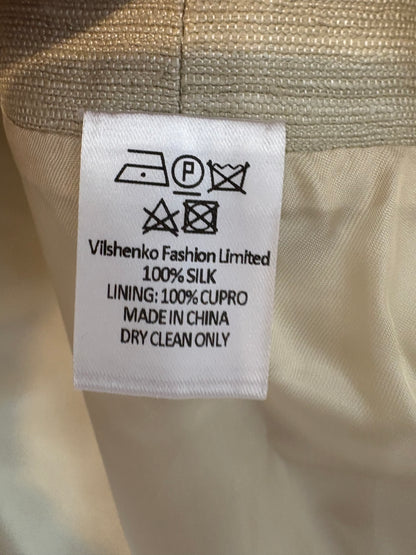 P
Vilshenko Fashion Limited
100% SILK
LINING: 100% CUPRO
MADE IN CHINA
DRY CLEAN ONLY